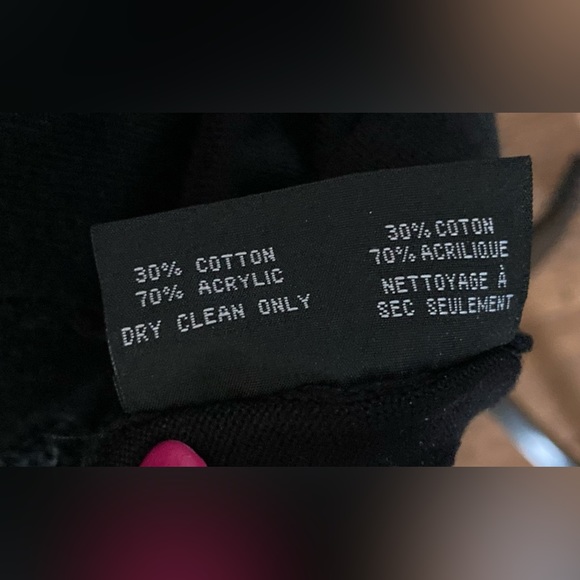 30% COTTON
70% ACRYLIC
DRY CLEAN ONLY
30% COTON
70% ACRILIQUE
NETTOYAGE À
SEC SEULEMENT